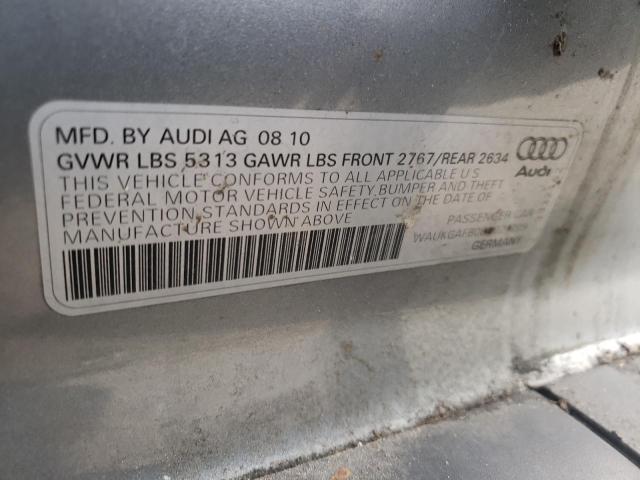 MFD. BY AUDI AG 08 10
GVWR LBS 5313 GAWR LBS FRONT 2767/REAR 2634
THIS VEHICLE CONFORMS TO ALL APPLICABLE U S
FEDERAL MOTOR VEHICLE SAFETY, BUMPER AND THEFT
PREVENTION STANDARDS IN EFFECT ON THE DATE OF
MANUFACTURE SHOWN ABOVE
Audi
PASSENGER CAR
GERMANY